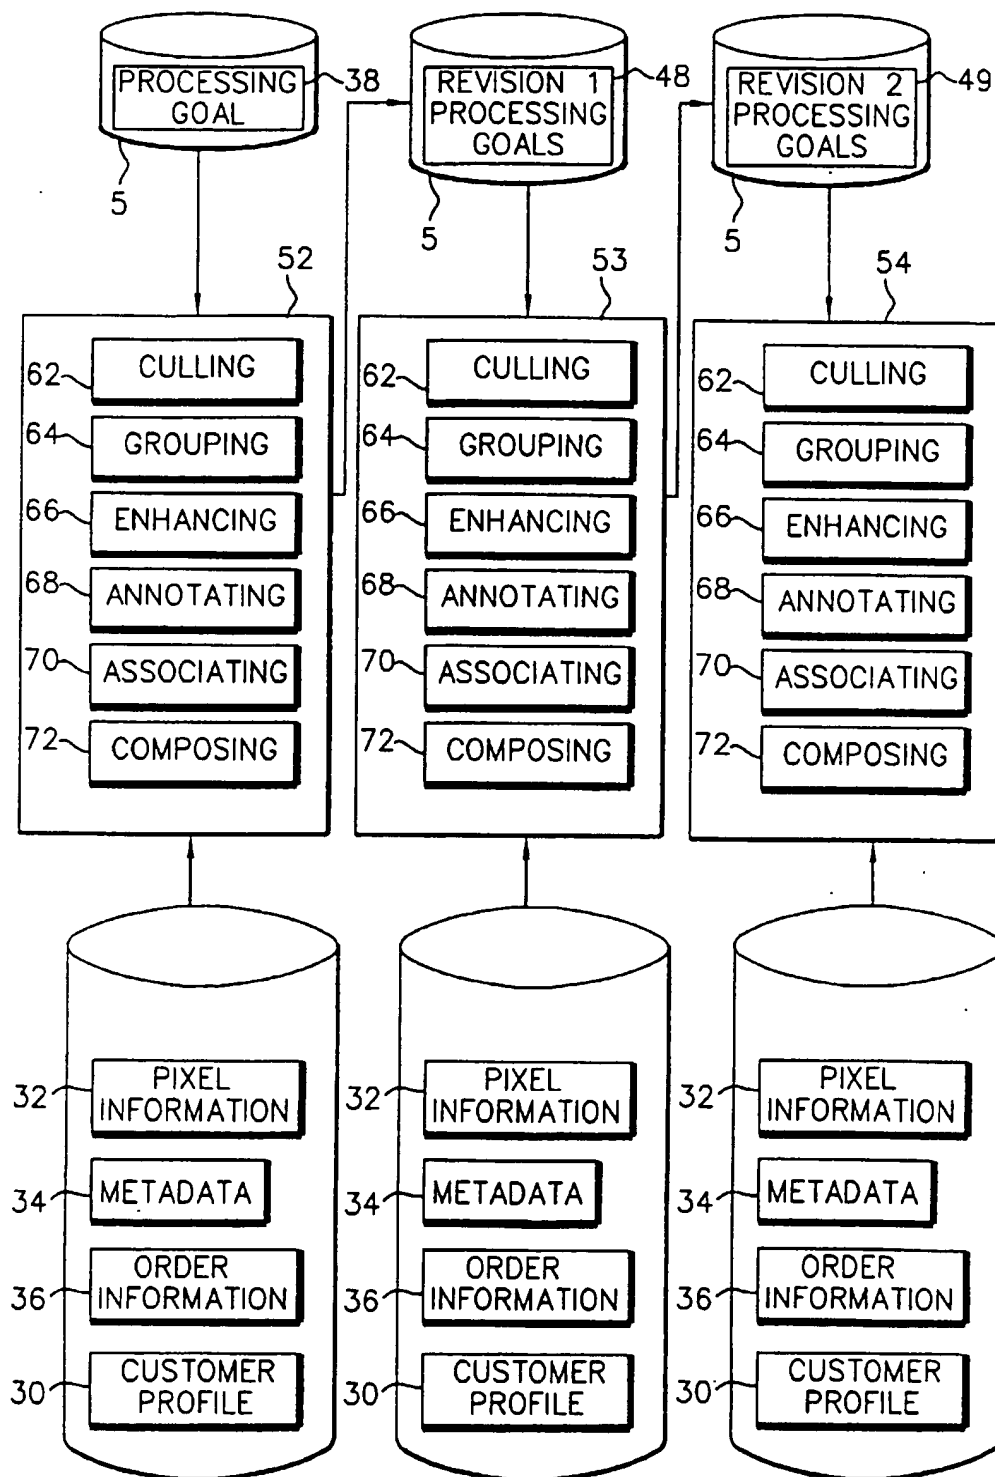 PROCESSING
GOAL
38
5
REVISION 1
PROCESSING
GOALS
48
5
REVISION 2
PROCESSING
GOALS
49
5
52
62
CULLING
64
GROUPING
66
ENHANCING
68
ANNOTATING
70
ASSOCIATING
72
COMPOSING
53
62
CULLING
64
GROUPING
66
ENHANCING
68
ANNOTATING
70
ASSOCIATING
72
COMPOSING
54
62
CULLING
64
GROUPING
66
ENHANCING
68
ANNOTATING
70
ASSOCIATING
72
COMPOSING
32
PIXEL
INFORMATION
34
METADATA
36
ORDER
INFORMATION
30
CUSTOMER
PROFILE
32
PIXEL
INFORMATION
34
METADATA
36
ORDER
INFORMATION
30
CUSTOMER
PROFILE
32
PIXEL
INFORMATION
34
METADATA
36
ORDER
INFORMATION
30
CUSTOMER
PROFILE